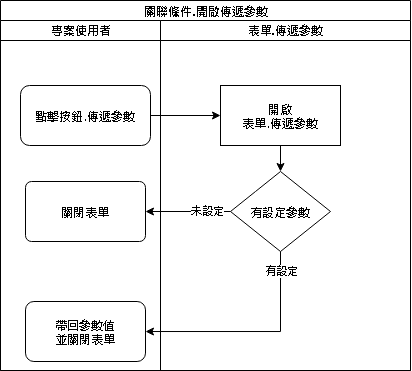 關聯條件.開啟傳遞參數
專案使用者
表單.傳遞參數
點擊按鈕.傳遞參數
開啟
表單.傳遞參數
關閉表單
未設定
有設定參數
有設定
帶回參數值
並關閉表單